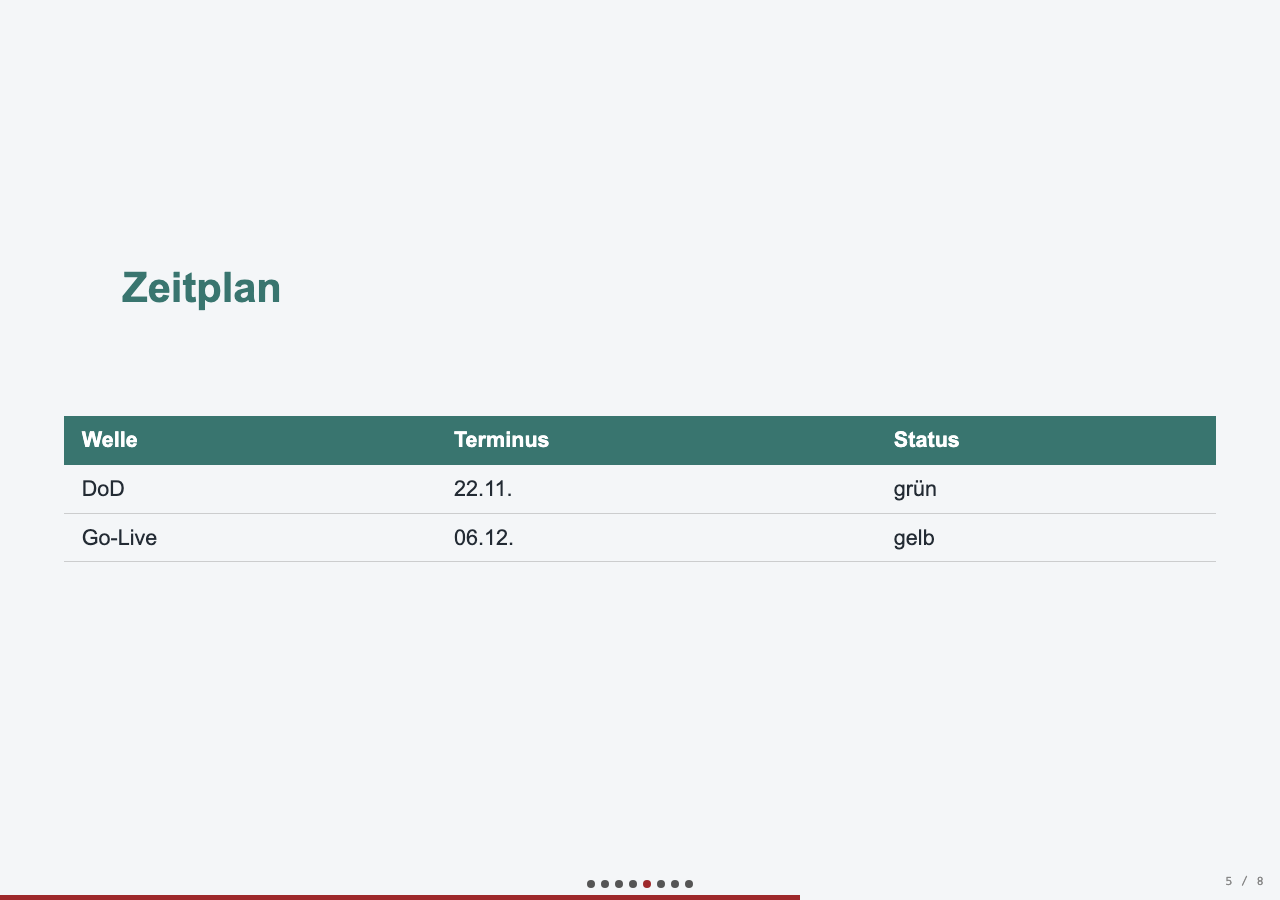 Zeitplan
Welle Terminus Status
DoD 22.11. grün
Go-Live 06.12. gelb
5 / 8